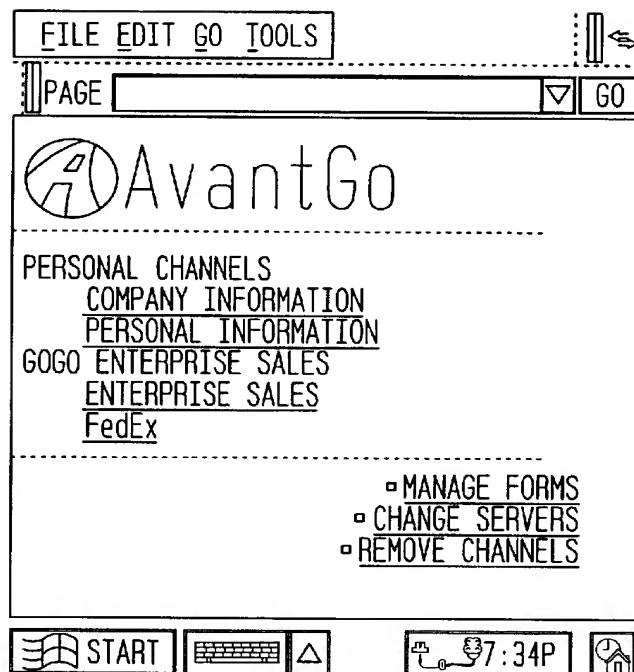 FILE EDIT GO TOOLS
PAGE GO
AvantGo
PERSONAL CHANNELS
COMPANY INFORMATION
PERSONAL INFORMATION
GOGO ENTERPRISE SALES
ENTERPRISE SALES
FedEx
MANAGE FORMS
CHANGE SERVERS
REMOVE CHANNELS
START 7:34P